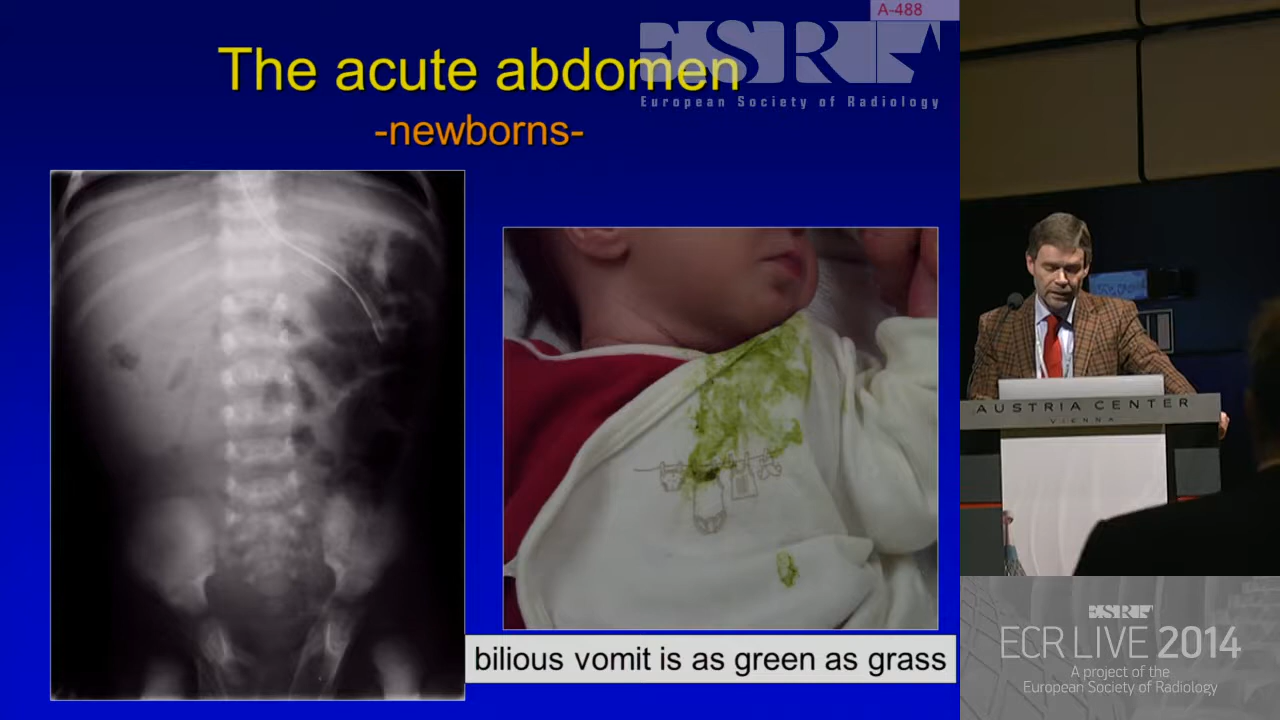 A-488
The acute abdomen
ESR
European Society of Radiology
-newborns-
bilious vomit is as green as grass
AUSTRIA CENTER
VIENNA
ESR
ECR LIVE 2014
A project of the
European Society of Radiology